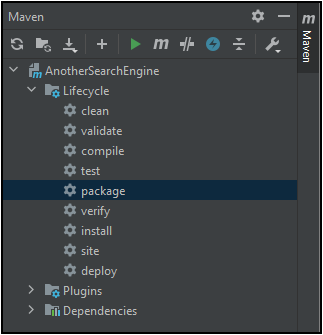 Maven
m
Maven
AnotherSearchEngine
Lifecycle
clean
validate
compile
test
package
verify
install
site
deploy
Plugins
Dependencies